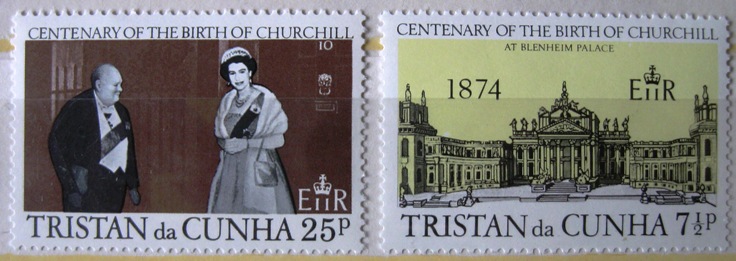 CENTENARY OF THE BIRTH OF CHURCHILL
10
EIIR
TRISTAN da CUNHA 25P
CENTENARY OF THE BIRTH OF CHURCHILL
AT BLENHEIM PALACE
1874
EIIR
TRISTAN da CUNHA 7½P